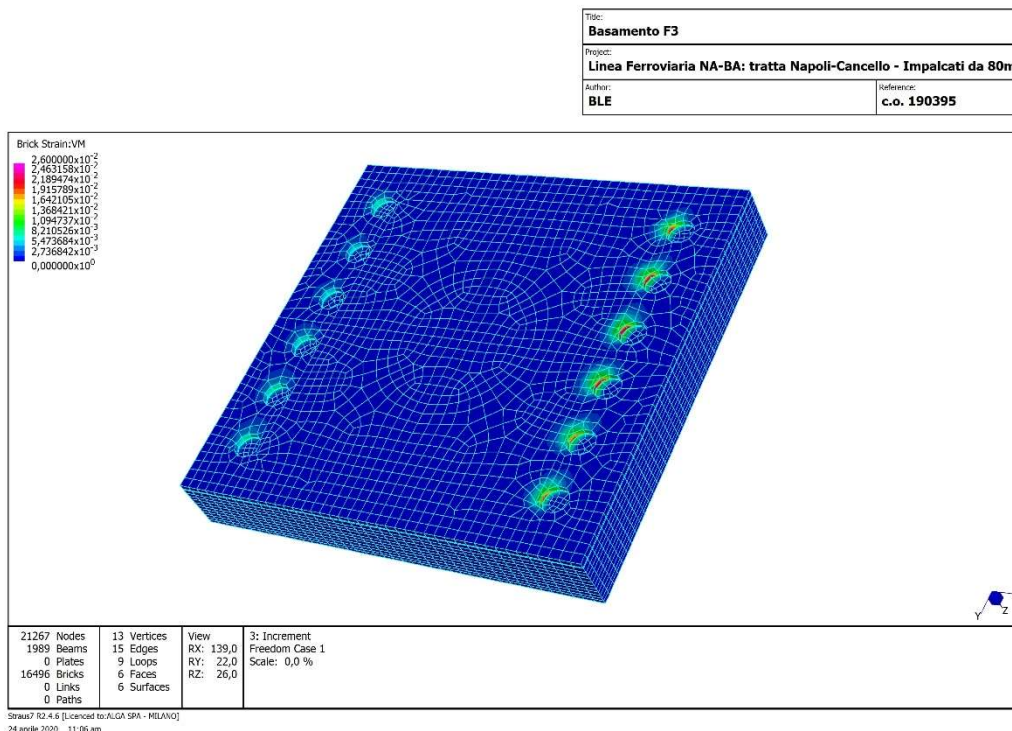 Title:
Basamento F3
Project:
Linea Ferroviaria NA-BA: tratta Napoli-Cancello - Impalcati da 80m
Author:
BLE
Reference:
c.o. 190395
Brick Strain:VM
2,600000x10^-2
2,463158x10^-2
2,189474x10^-2
1,915789x10^-2
1,642105x10^-2
1,368421x10^-2
1,094737x10^-2
8,210526x10^-3
5,473684x10^-3
2,736842x10^-3
0,000000x10^0
Y
Z
21267 Nodes
1989 Beams
0 Plates
16496 Bricks
0 Links
0 Paths
13 Vertices
15 Edges
9 Loops
6 Faces
6 Surfaces
View
RX: 139,0
RY: 22,0
RZ: 26,0
3: Increment
Freedom Case 1
Scale: 0,0 %
Straus7 R2.4.6 [Licenced to:ALGA SPA - MILANO]
24 aprile 2020 11:06 am